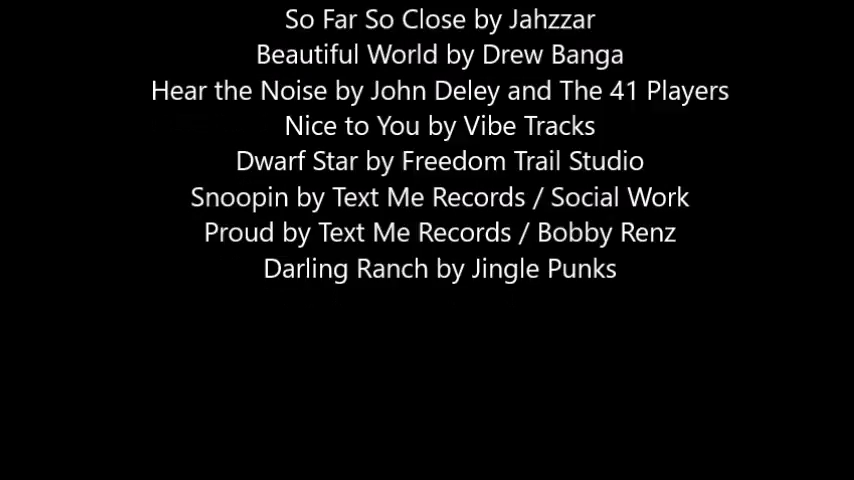 So Far So Close by Jahzzar
Beautiful World by Drew Banga
Hear the Noise by John Deley and The 41 Players
Nice to You by Vibe Tracks
Dwarf Star by Freedom Trail Studio
Snoopin by Text Me Records / Social Work
Proud by Text Me Records / Bobby Renz
Darling Ranch by Jingle Punks